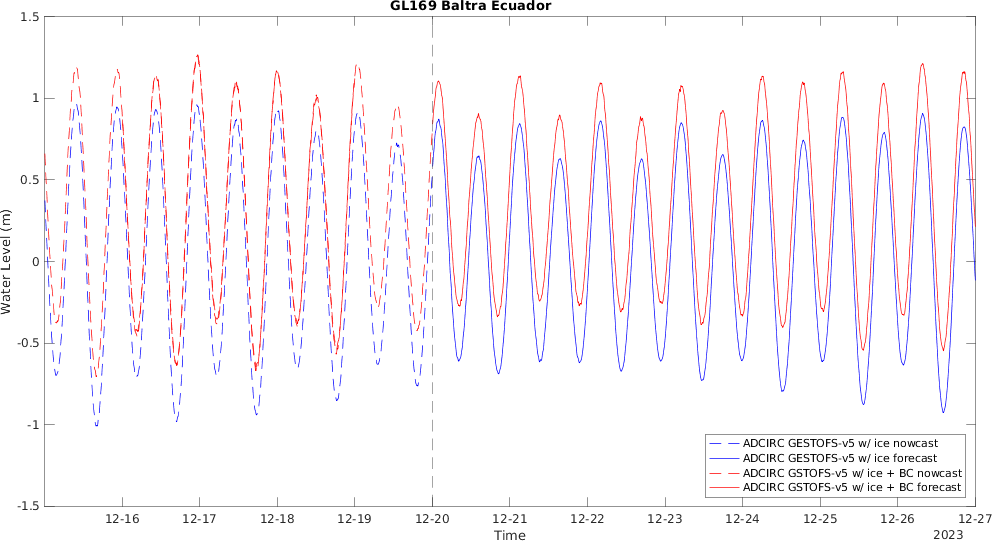 GL169 Baltra Ecuador
1.5
1
0.5
0
-0.5
-1
-1.5
Water Level (m)
ADCIRC GESTOFS-v5 w/ ice nowcast
ADCIRC GESTOFS-v5 w/ ice forecast
ADCIRC GSTOFS-v5 w/ ice + BC nowcast
ADCIRC GSTOFS-v5 w/ ice + BC forecast
12-16 12-17 12-18 12-19 12-20 12-21 12-22 12-23 12-24 12-25 12-26 12-27
Time
2023